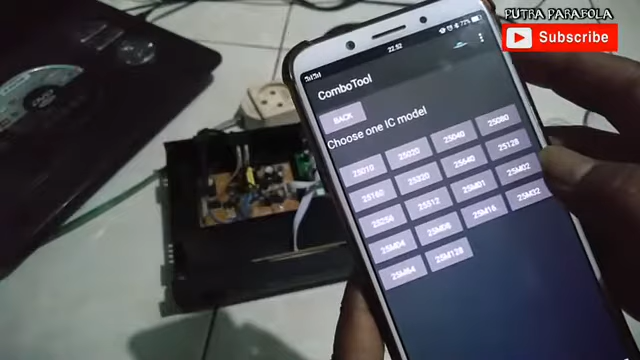 PUTRA PARABOLA
Subscribe
22.52
72%
ComboTool
BACK
Choose one IC model
25010 25020 25040 25080
25160 25320 25640 25128
25256 25512 25M01 25M02
25M04 25M08 25M16 25M32
25M64 25M128